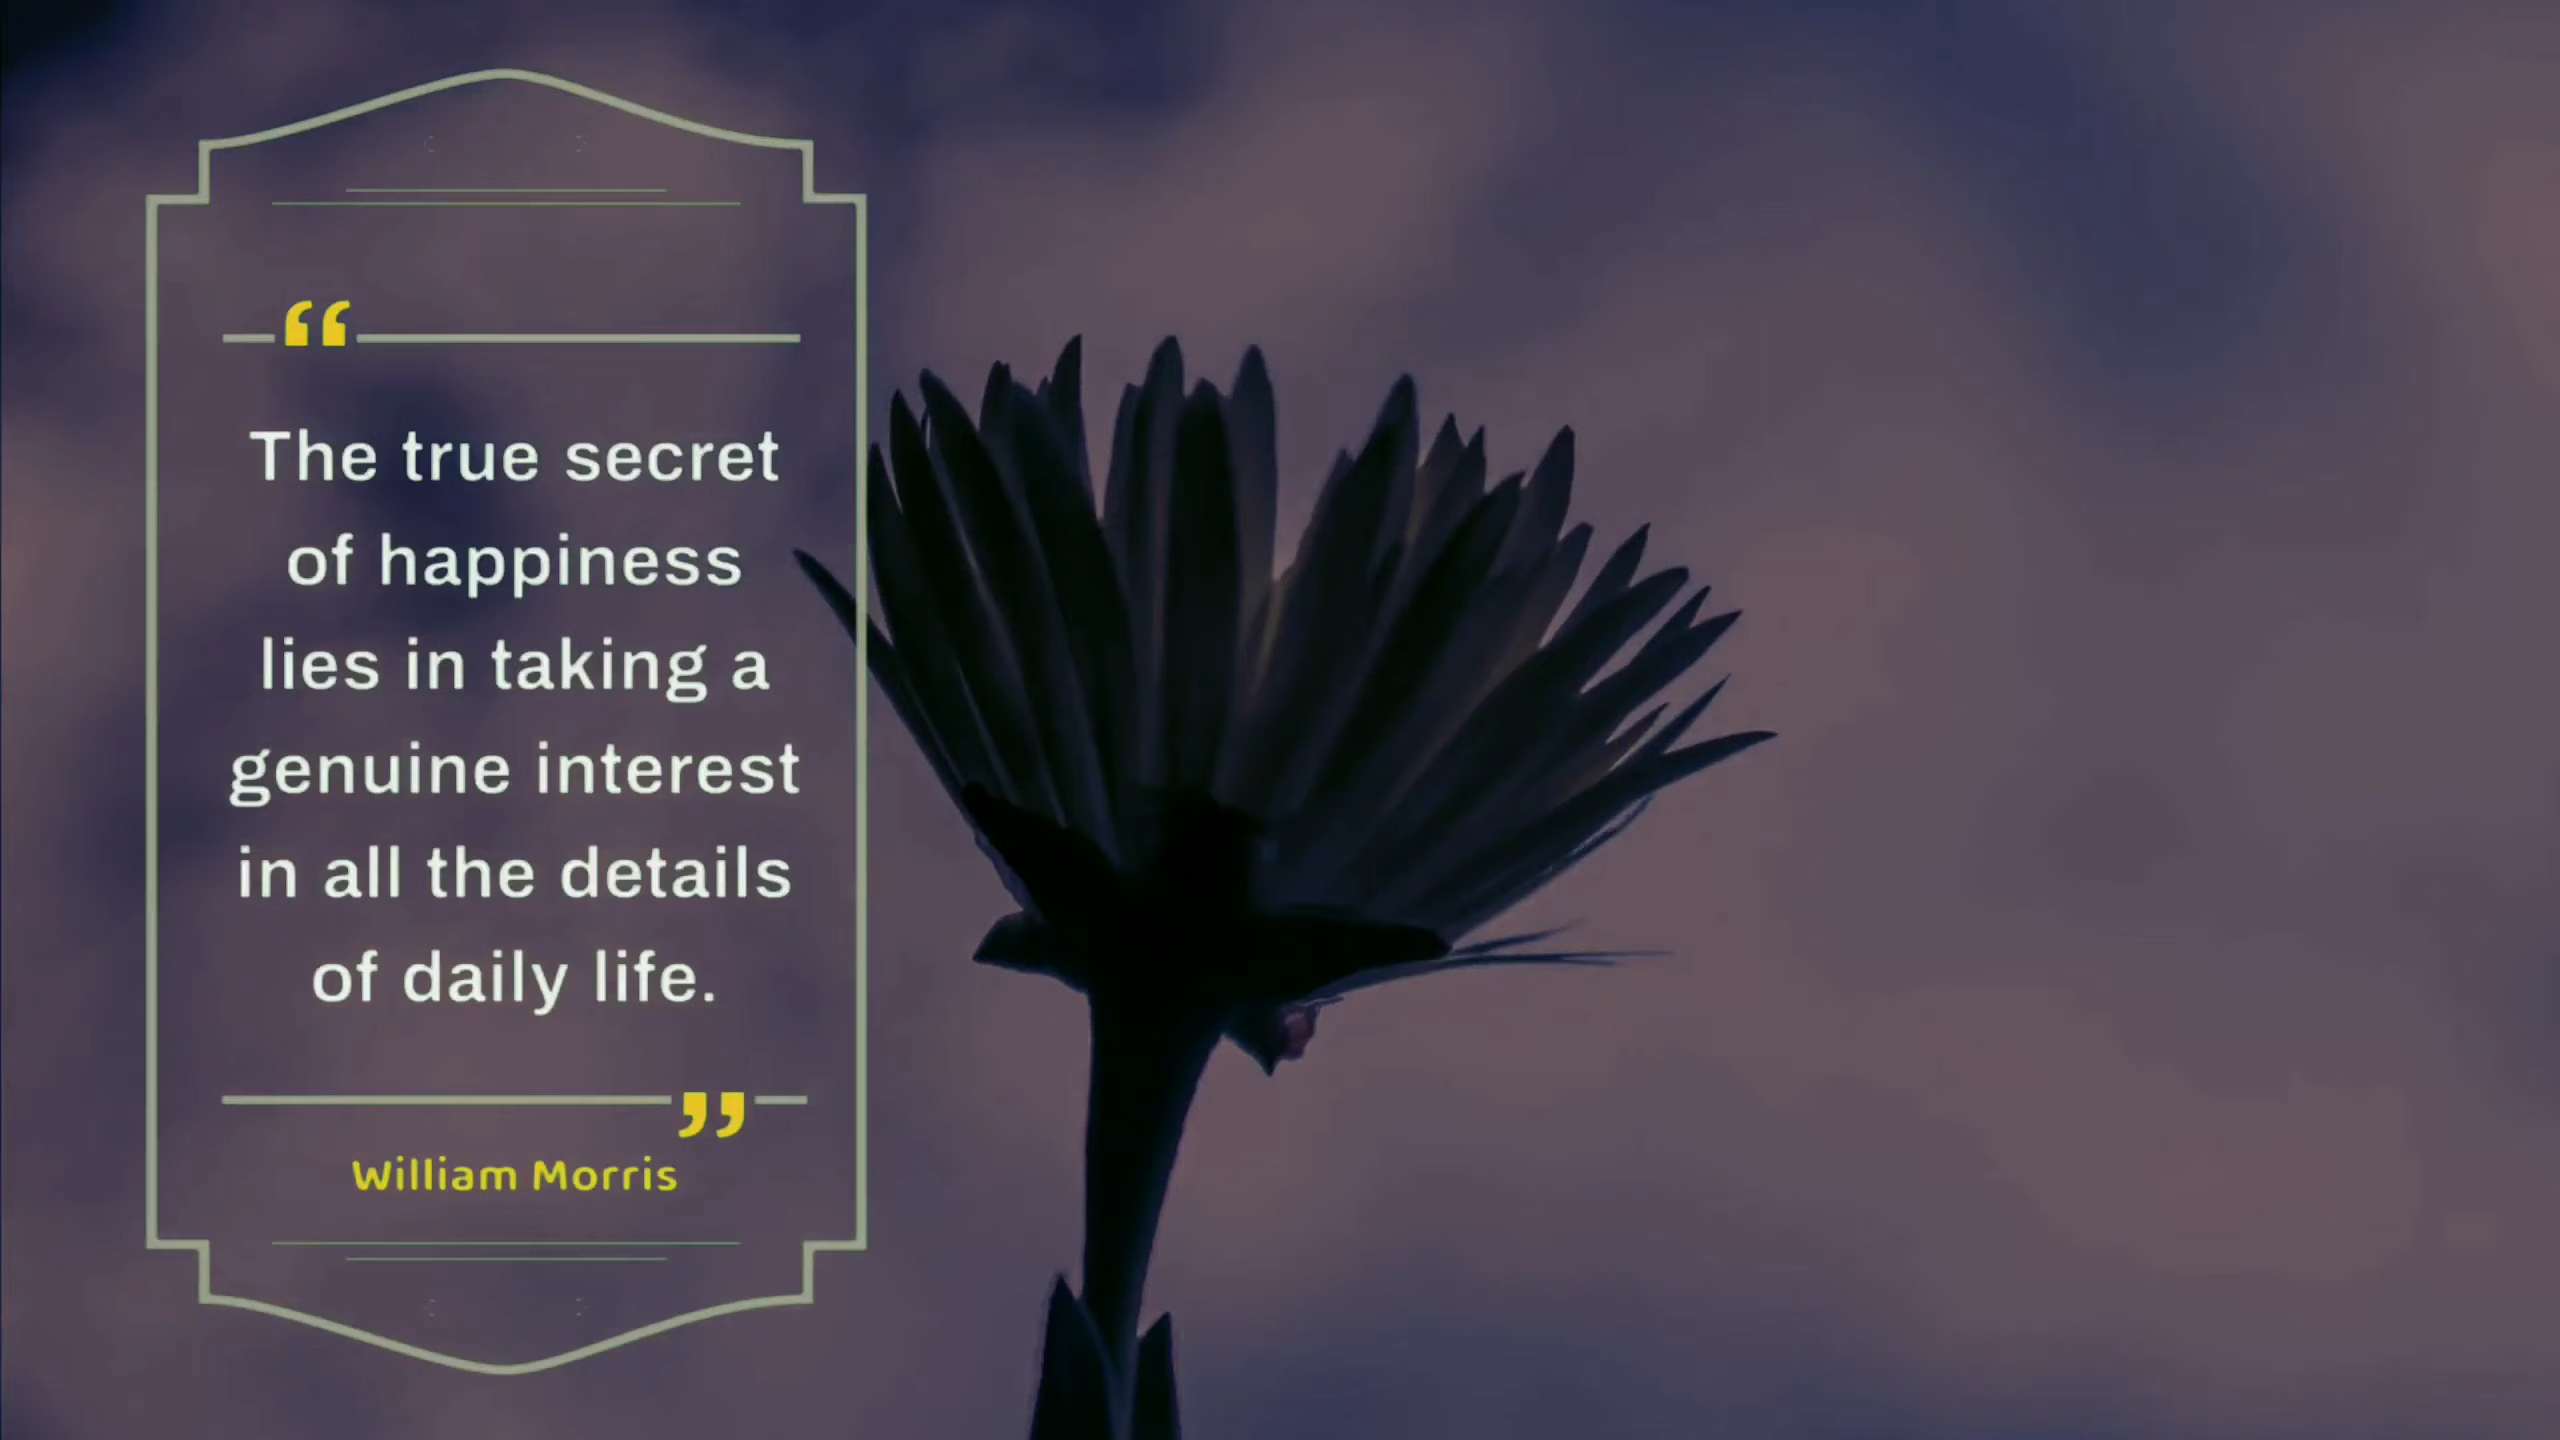 “
The true secret
of happiness
lies in taking a
genuine interest
in all the details
of daily life.
”
William Morris